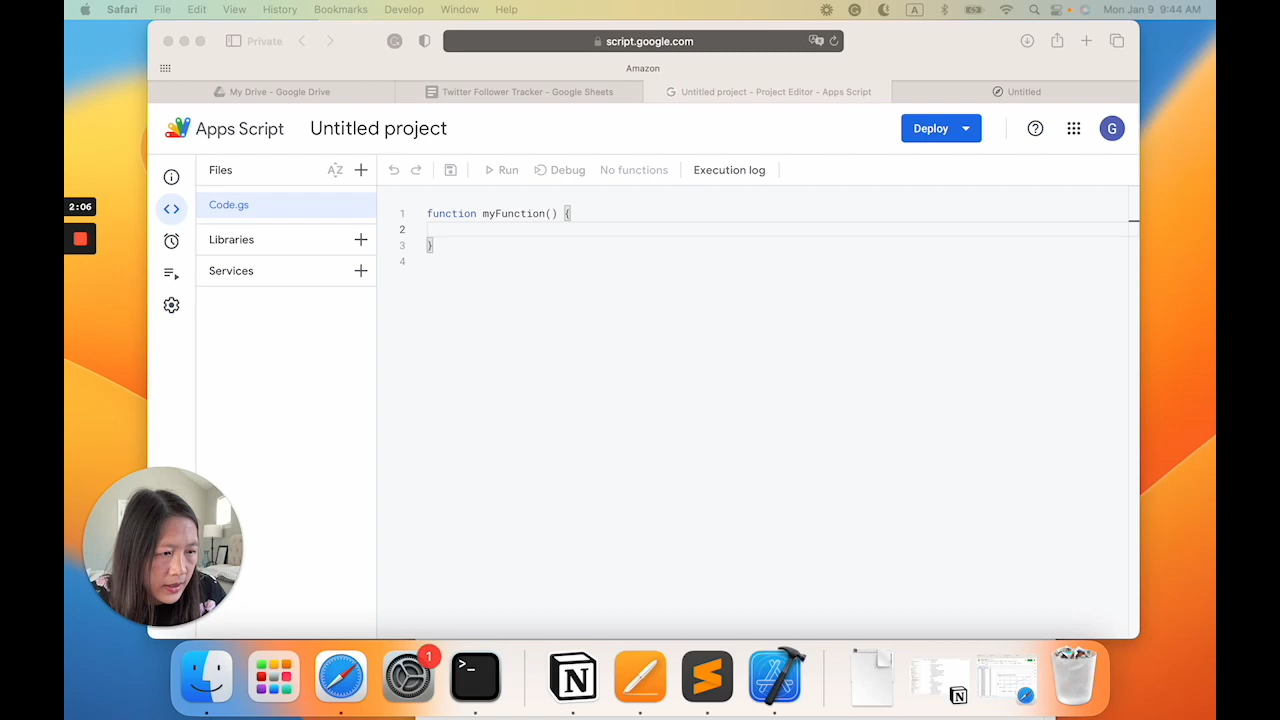 Safari File Edit View History Bookmarks Develop Window Help A Mon Jan 9 9:44 AM
Private script.google.com
Amazon
My Drive - Google Drive Twitter Follower Tracker - Google Sheets G Untitled project - Project Editor - Apps Script Untitled
Apps Script Untitled project Deploy G
Files AZ Run Debug No functions Execution log
Code.gs
2:06
1 function myFunction() {
2
3 }
4
Libraries
Services
1
>_
N
N